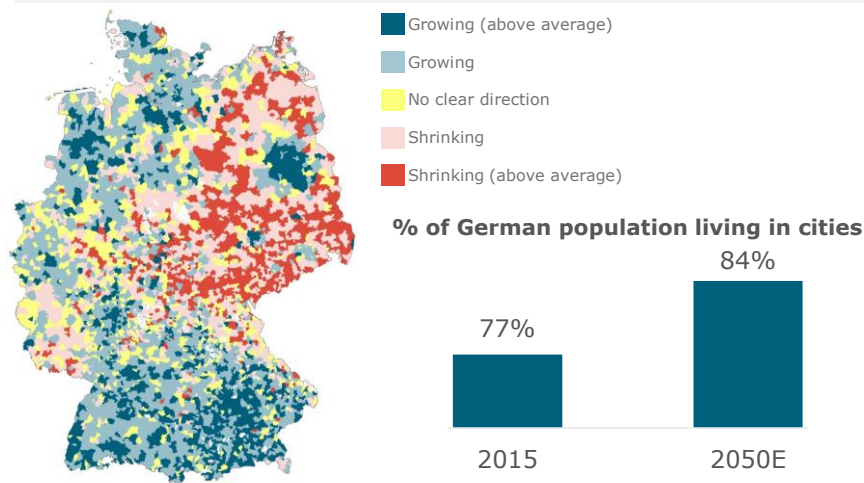 Growing (above average)
Growing
No clear direction
Shrinking
Shrinking (above average)
% of German population living in cities
77%
84%
2015
2050E